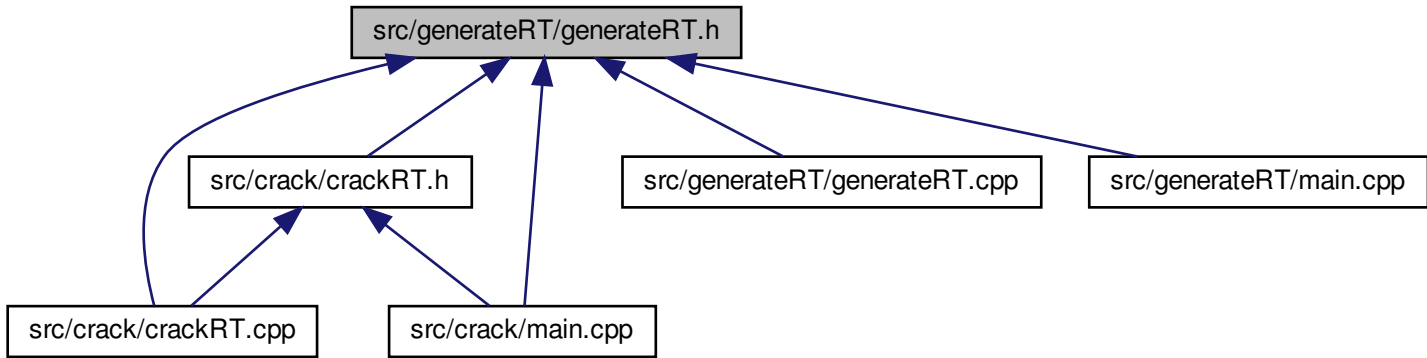 src/generateRT/generateRT.h
src/crack/crackRT.h
src/generateRT/generateRT.cpp
src/generateRT/main.cpp
src/crack/crackRT.cpp
src/crack/main.cpp